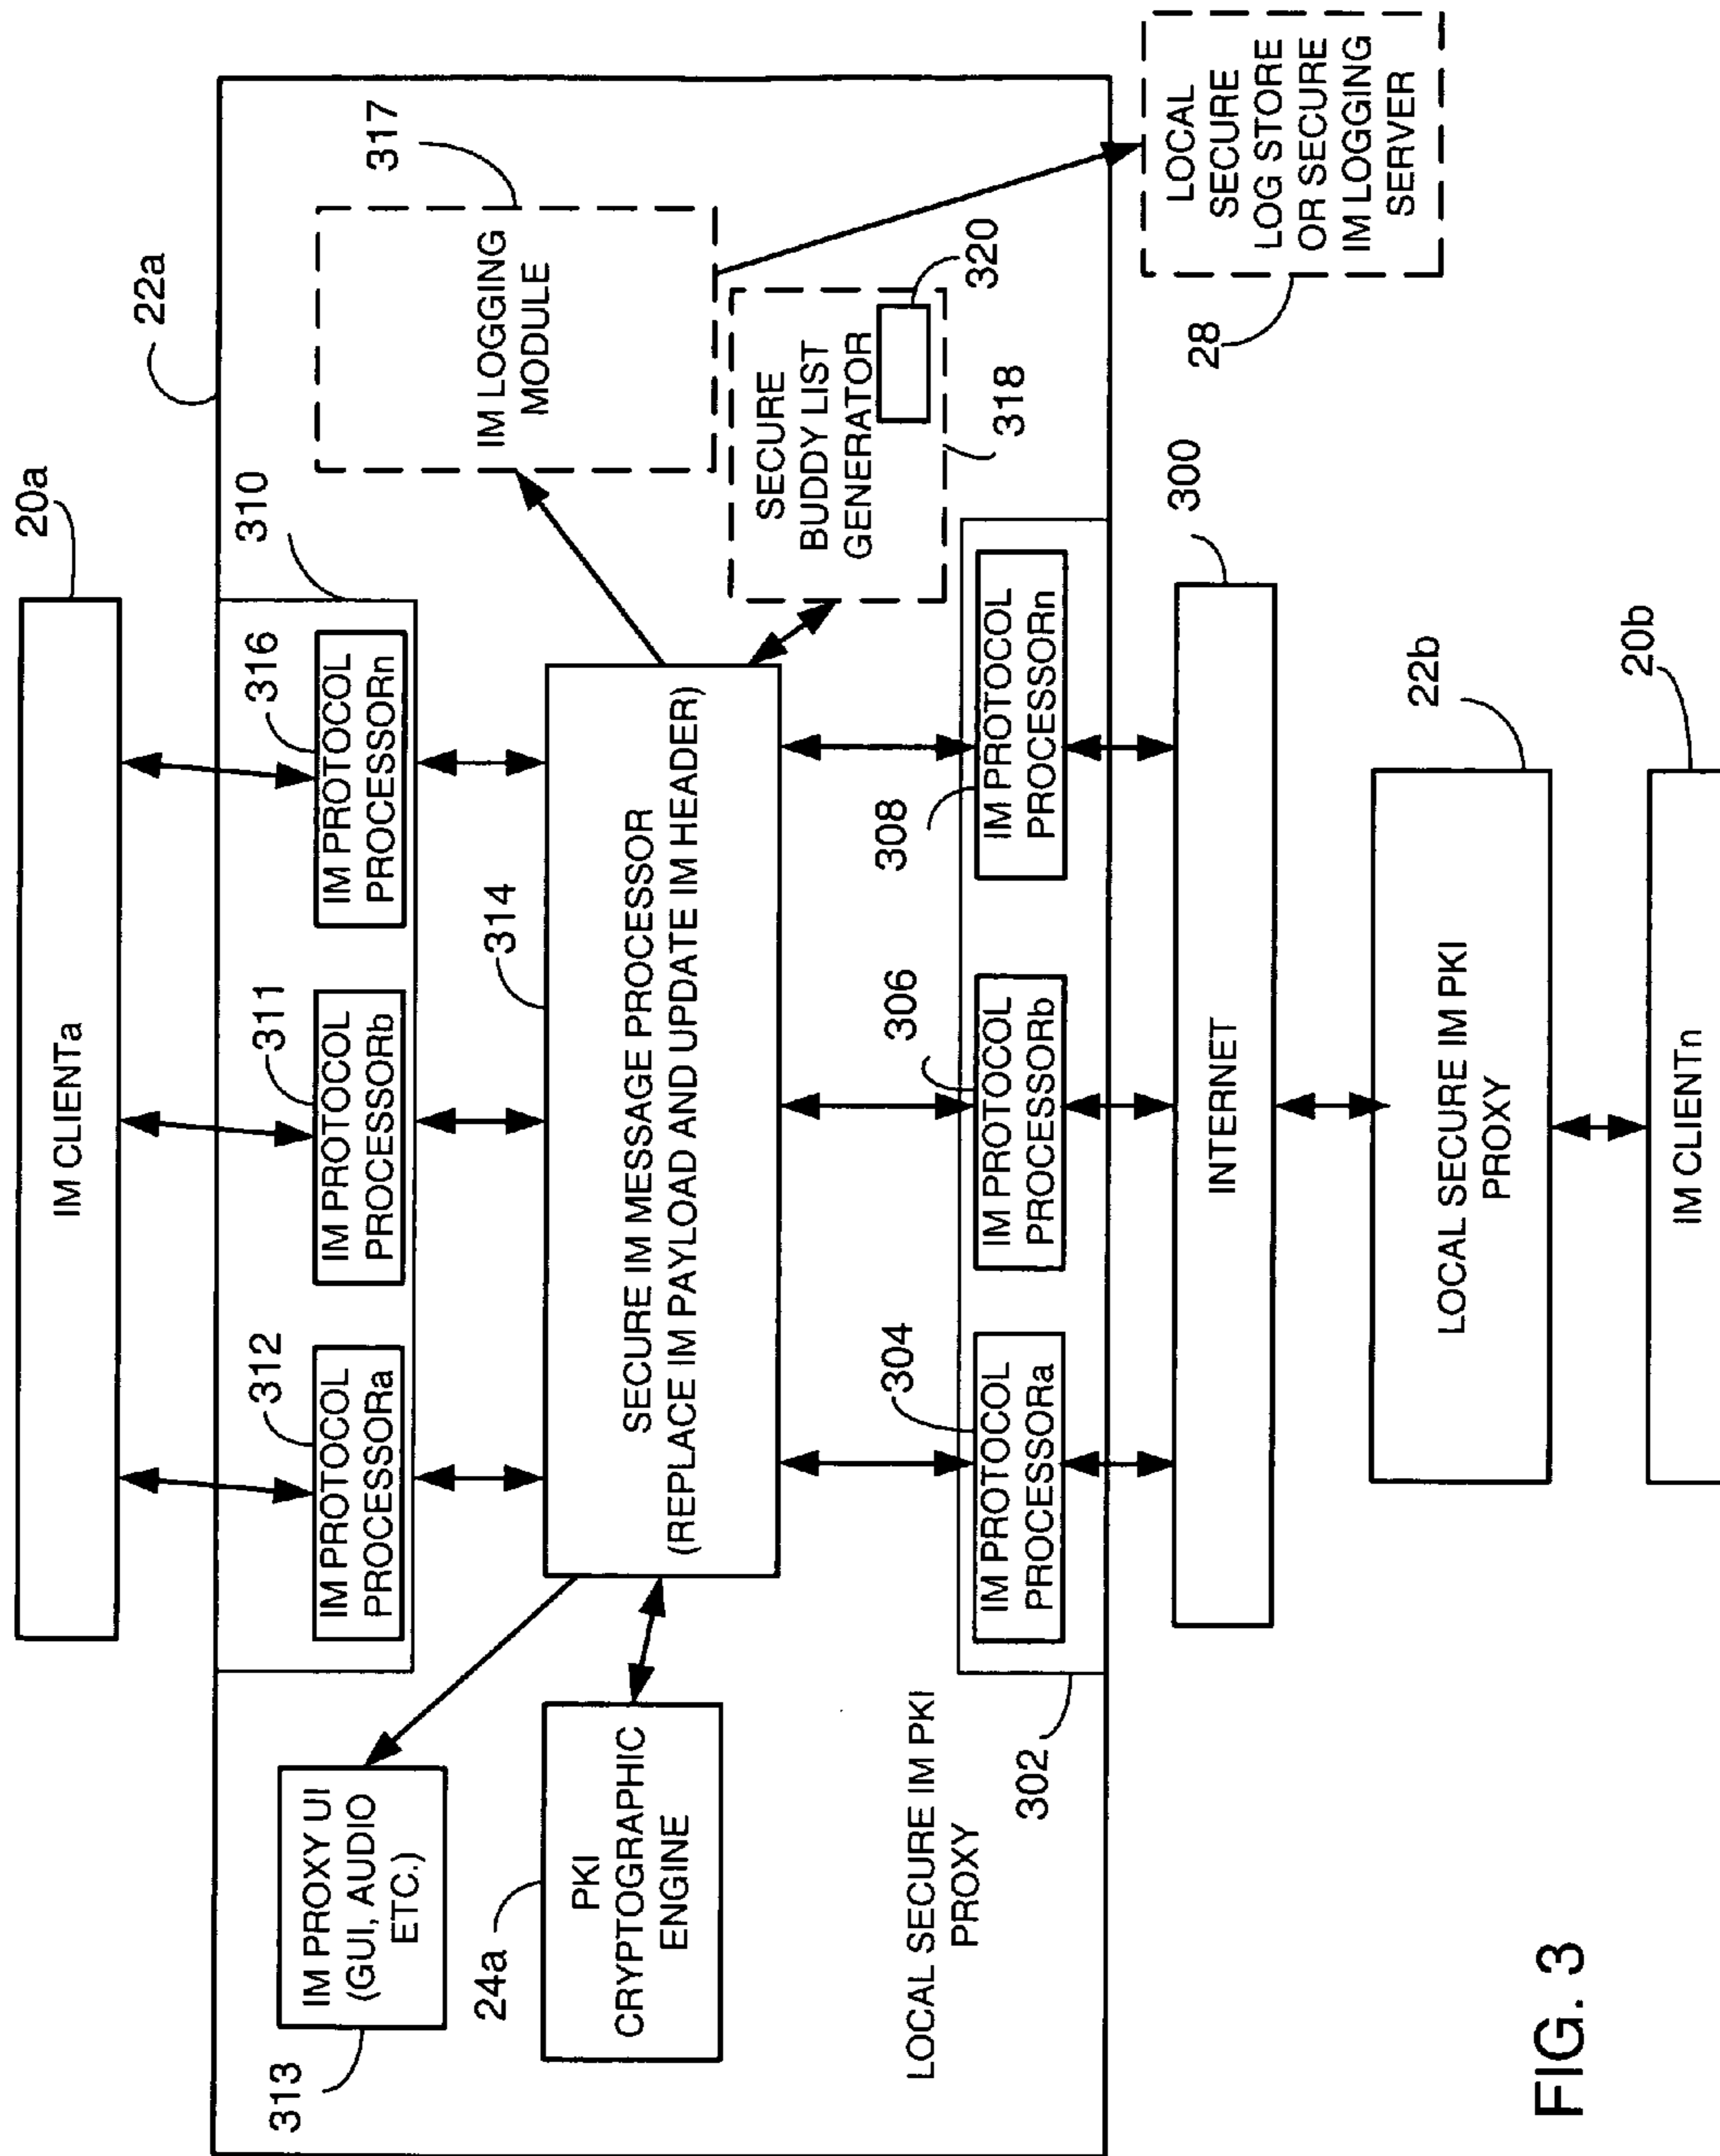 20a
IM CLIENTa
22a
310
312
IM PROTOCOL
PROCESSORa
311
IM PROTOCOL
PROCESSORb
316
IM PROTOCOL
PROCESSORn
317
IM LOGGING
MODULE
313
IM PROXY UI
(GUI, AUDIO
ETC.)
24a
PKI
CRYPTOGRAPHIC
ENGINE
314
SECURE IM MESSAGE PROCESSOR
(REPLACE IM PAYLOAD AND UPDATE IM HEADER)
SECURE
BUDDY LIST
GENERATOR
320
318
LOCAL SECURE IM PKI
PROXY
302
304
IM PROTOCOL
PROCESSORa
306
IM PROTOCOL
PROCESSORb
308
IM PROTOCOL
PROCESSORn
LOCAL
SECURE
LOG STORE
OR SECURE
IM LOGGING
SERVER
28
300
INTERNET
22b
LOCAL SECURE IM PKI
PROXY
20b
IM CLIENTn
FIG. 3